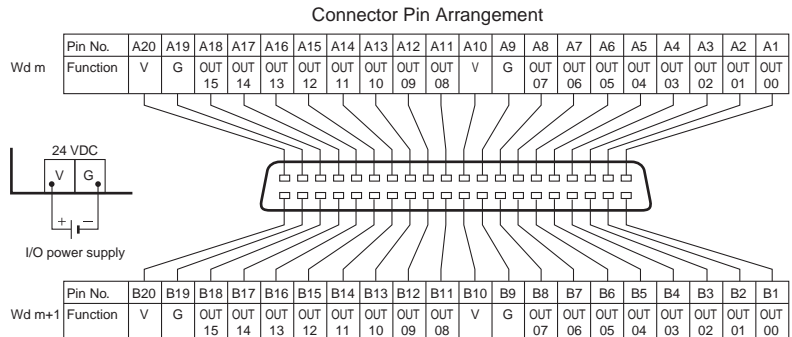 Connector Pin Arrangement
Pin No. A20 A19 A18 A17 A16 A15 A14 A13 A12 A11 A10 A9 A8 A7 A6 A5 A4 A3 A2 A1
Wd m Function V G OUT OUT OUT OUT OUT OUT OUT OUT V G OUT OUT OUT OUT OUT OUT OUT OUT
15 14 13 12 11 10 09 08 07 06 05 04 03 02 01 00
24 VDC
V G
+ −
I/O power supply
Pin No. B20 B19 B18 B17 B16 B15 B14 B13 B12 B11 B10 B9 B8 B7 B6 B5 B4 B3 B2 B1
Wd m+1 Function V G OUT OUT OUT OUT OUT OUT OUT OUT V G OUT OUT OUT OUT OUT OUT OUT OUT
15 14 13 12 11 10 09 08 07 06 05 04 03 02 01 00